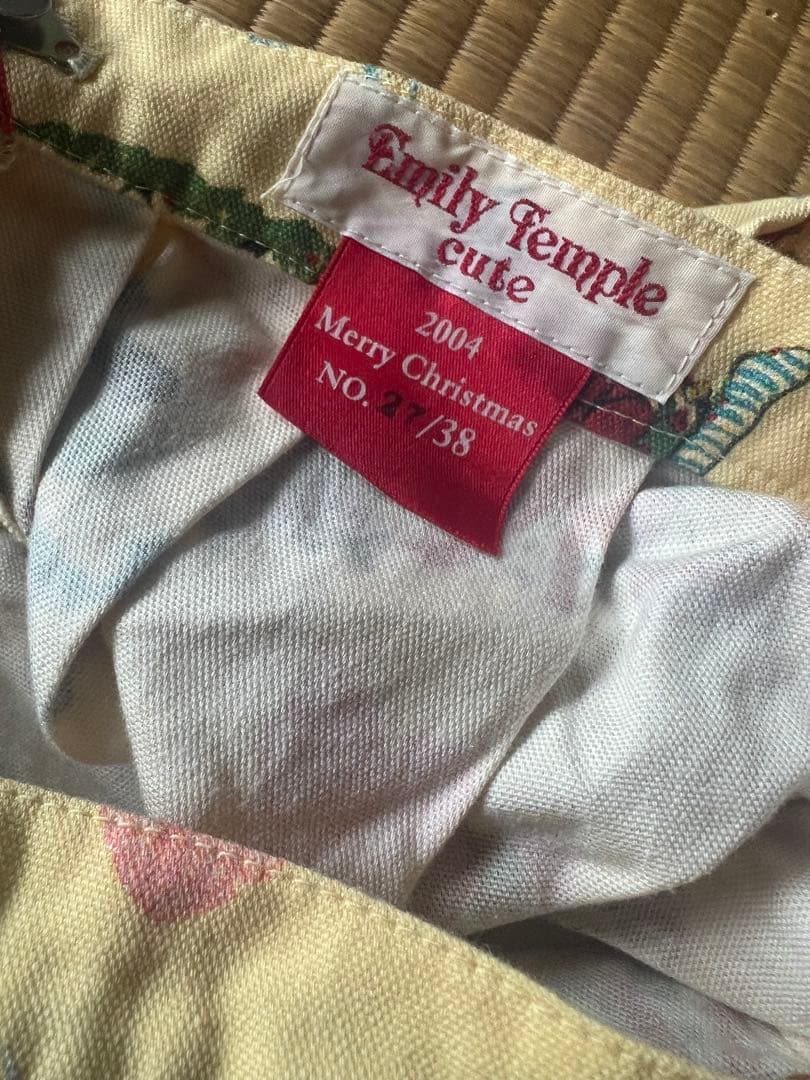 Emily Temple
cute
2004
Merry Christmas
NO. 27/38